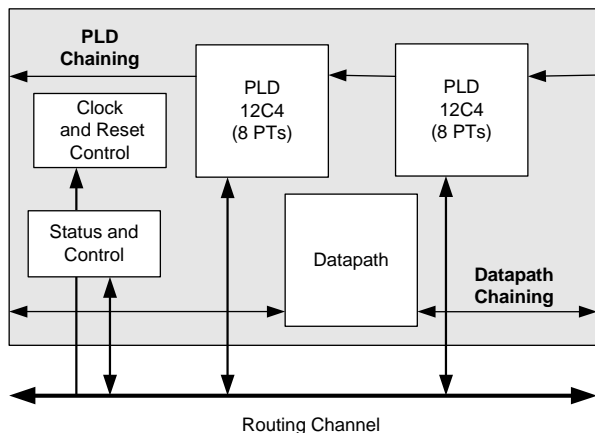 PLD
Chaining
PLD
12C4
(8 PTs)
PLD
12C4
(8 PTs)
Clock
and Reset
Control
Status and
Control
Datapath
Datapath
Chaining
Routing Channel